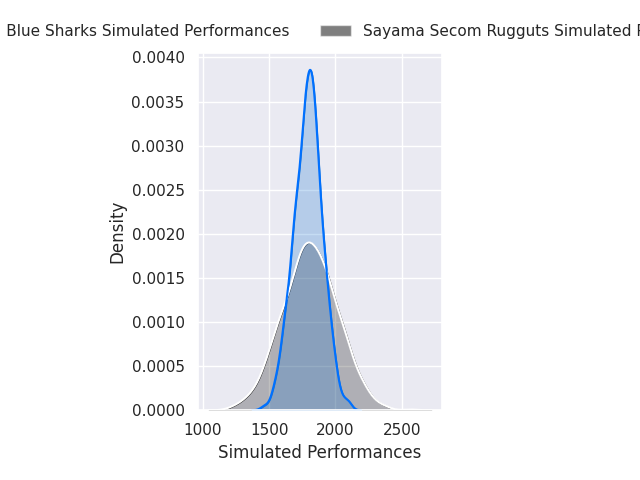 Blue Sharks Simulated Performances
Sayama Secom Rugguts Simulated
0.0040
0.0035
0.0030
0.0025
0.0020
0.0015
0.0010
0.0005
0.0000
Density
1000 1500 2000 2500
Simulated Performances